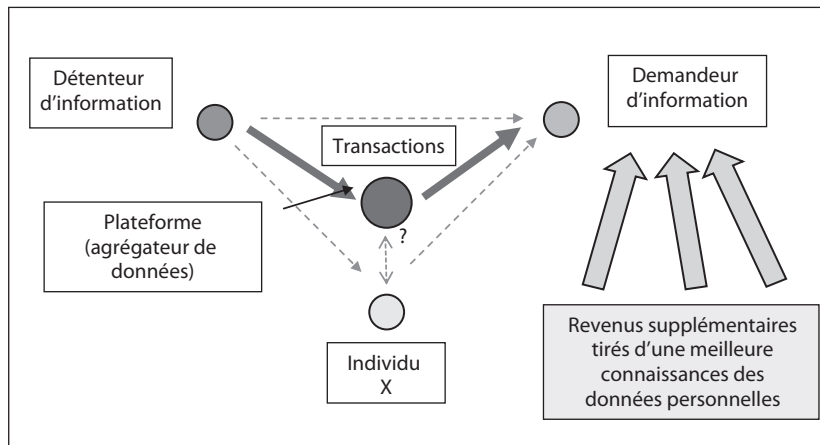 Détenteur
d'information
Demandeur
d'information
Transactions
Plateforme
(agrégateur de
données)
?
Individu
X
Revenus supplémentaires
tirés d'une meilleure
connaissances des
données personnelles